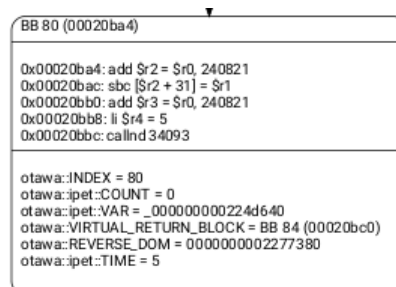 BB 80 (00020ba4)
0x00020ba4: add $r2 = $r0, 240821
0x00020bac: sbc [$r2 + 31] = $r1
0x00020bb0: add $r3 = $r0, 240821
0x00020bb8: li $r4 = 5
0x00020bbc: callnd 34093
otawa::INDEX = 80
otawa::ipet::COUNT = 0
otawa::ipet::VAR = _000000000224d640
otawa::VIRTUAL_RETURN_BLOCK = BB 84 (00020bc0)
otawa::REVERSE_DOM = 0000000002277380
otawa::ipet::TIME = 5